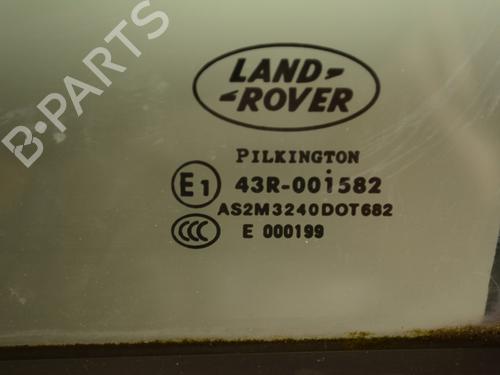 B-PARTS
LAND-
-ROVER
PILKINGTON
E1 43R-001582
AS2M3240DOT682
CCC E 000199